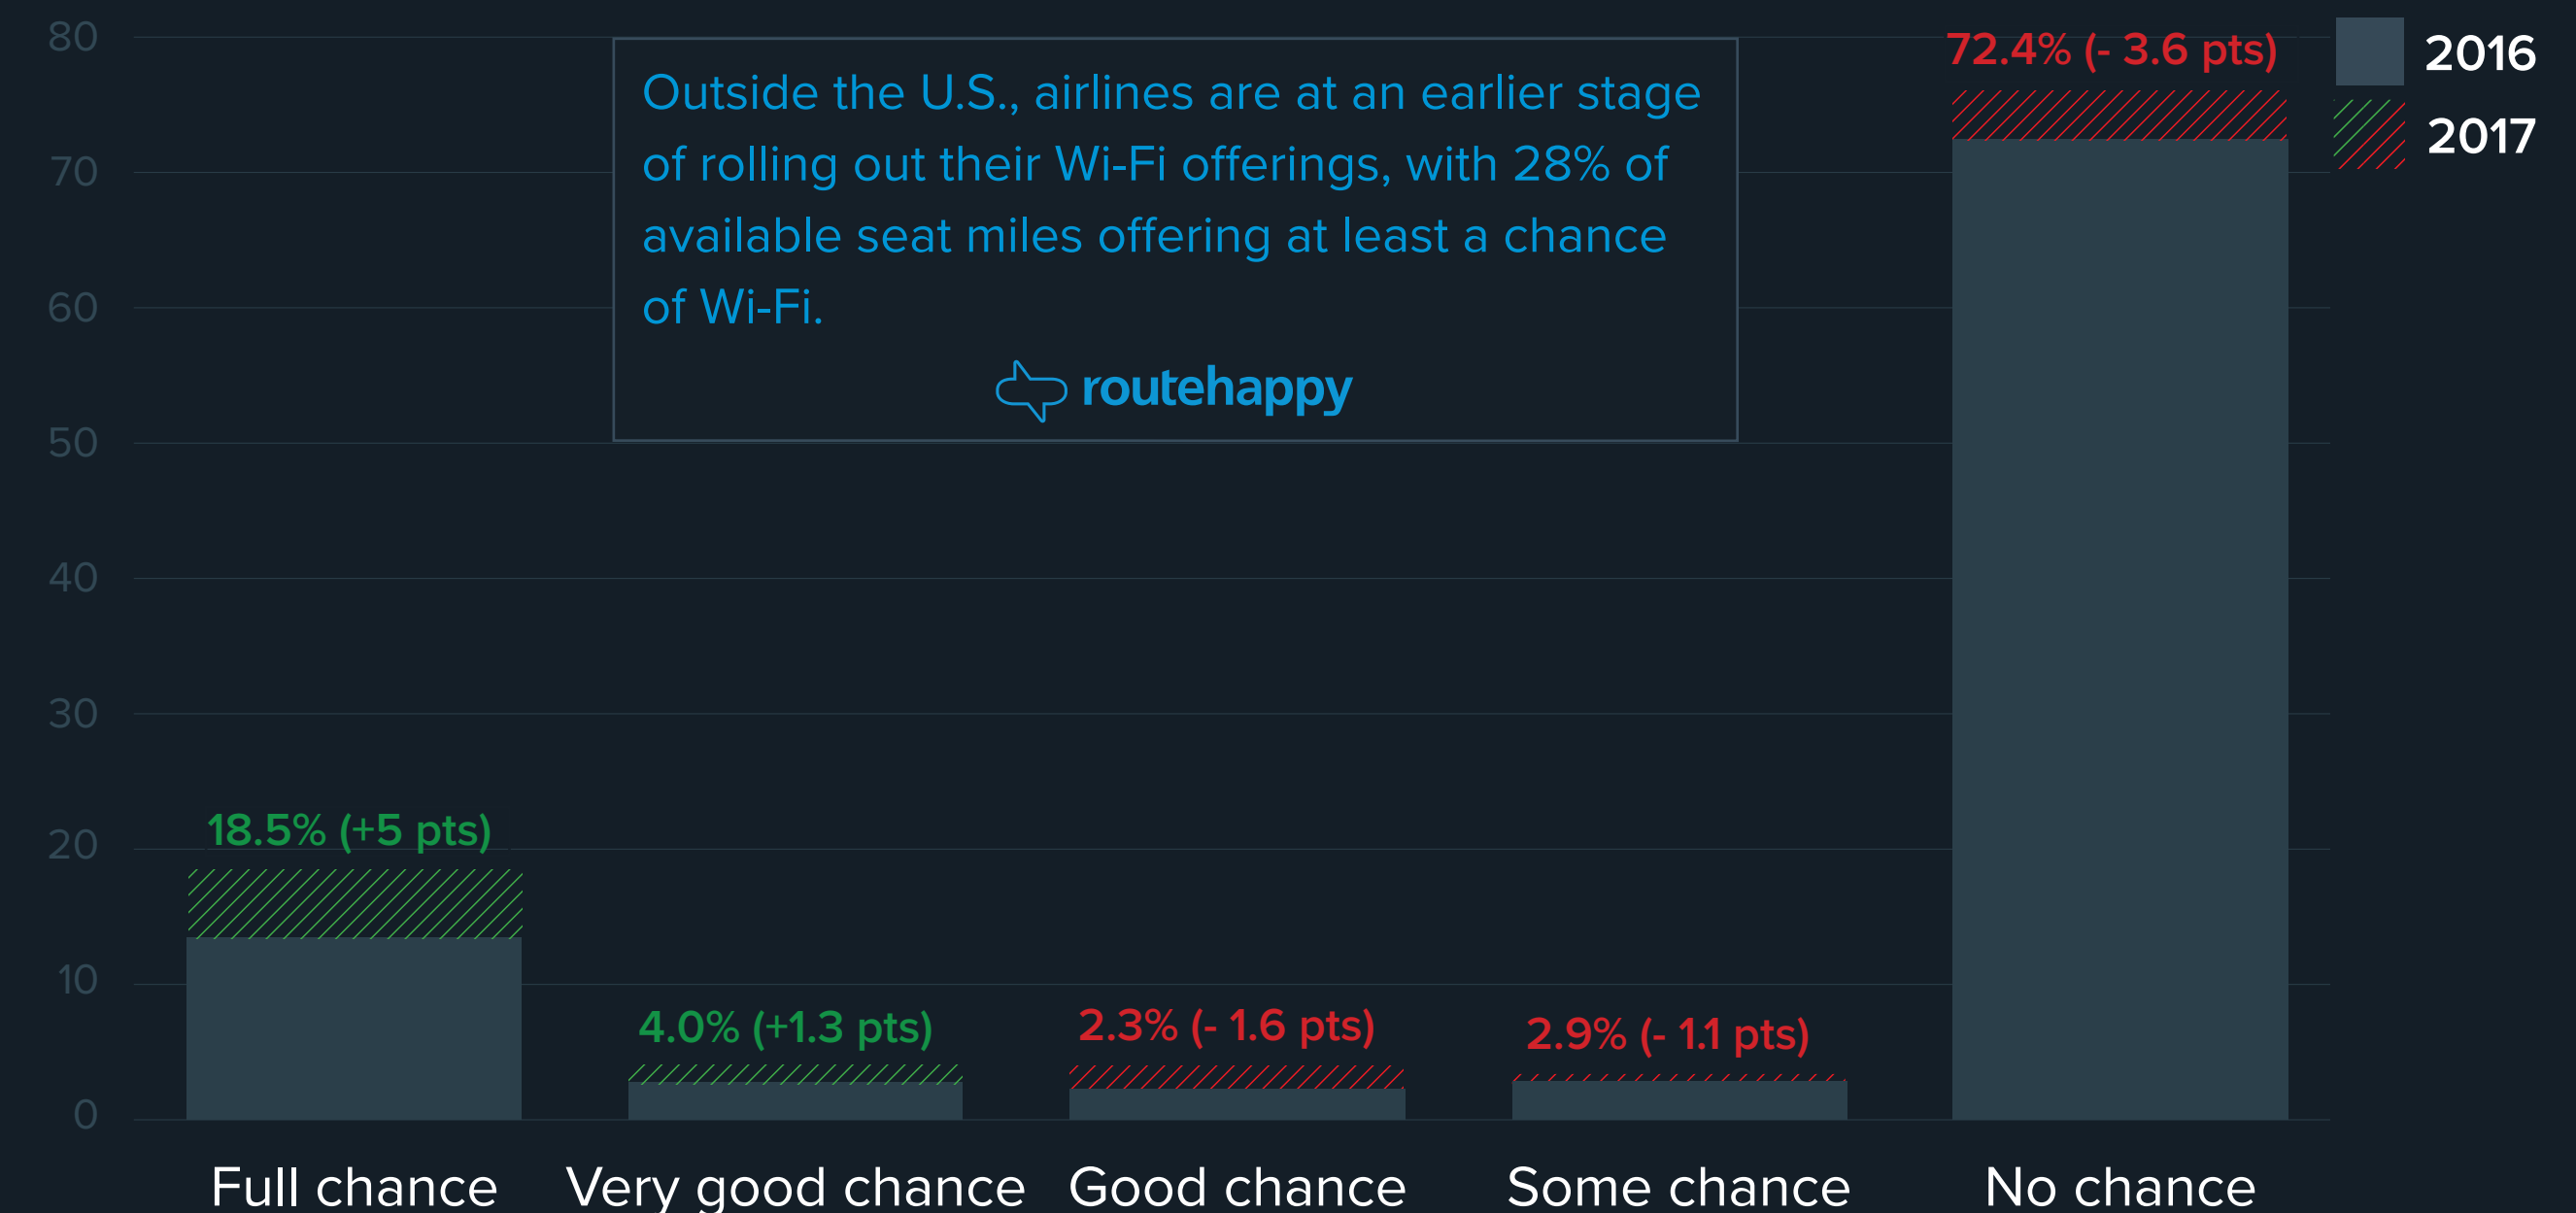 80
70
60
50
40
30
20
10
0
Outside the U.S., airlines are at an earlier stage
of rolling out their Wi-Fi offerings, with 28% of
available seat miles offering at least a chance
of Wi-Fi.
routehappy
72.4% (- 3.6 pts)
2016
2017
18.5% (+5 pts)
4.0% (+1.3 pts)
2.3% (- 1.6 pts)
2.9% (- 1.1 pts)
Full chance
Very good chance
Good chance
Some chance
No chance